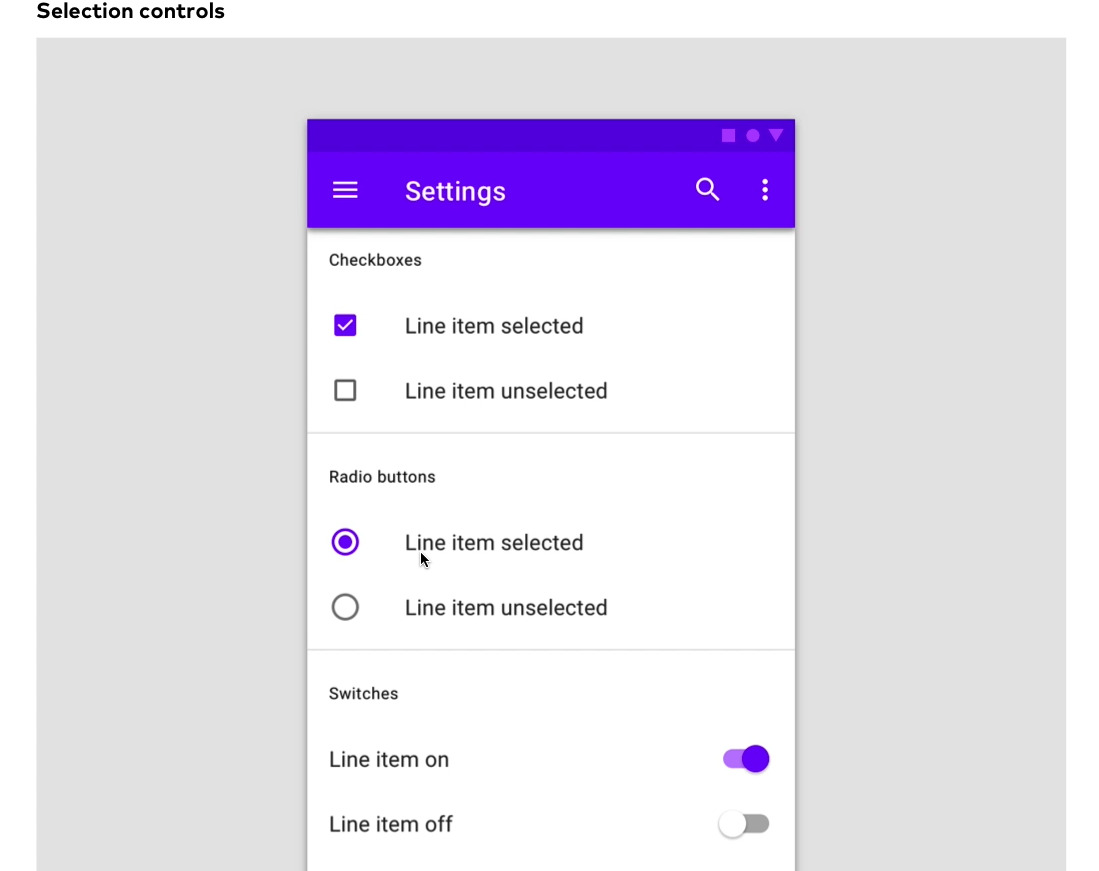 Selection controls
Settings
Checkboxes
Line item selected
Line item unselected
Radio buttons
Line item selected
Line item unselected
Switches
Line item on
Line item off